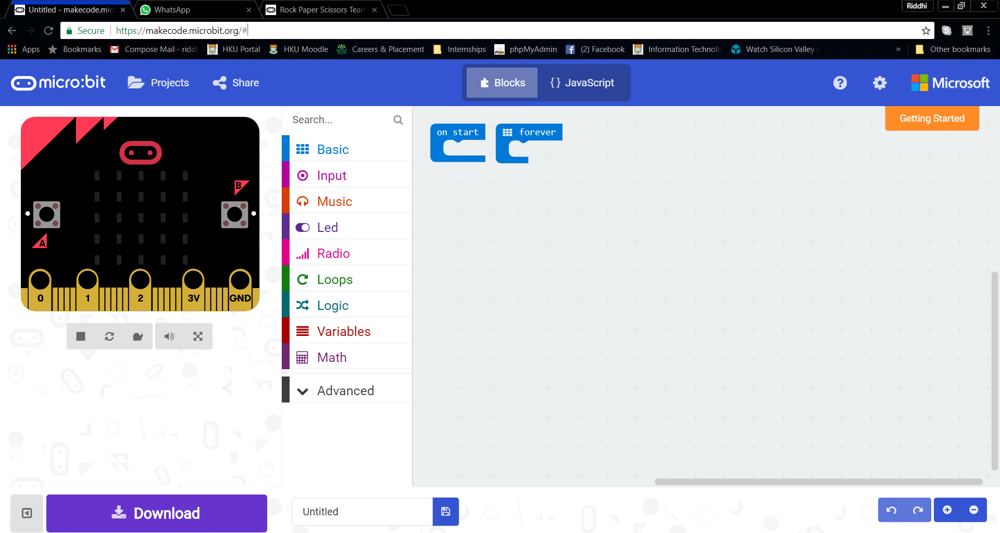 Untitled - makecode.mic
WhatsApp
Rock Paper Scissors Team
Riddhi
Secure
https://makecode.microbit.org/#
Apps
Bookmarks
Compose Mail - riddh
HKU Portal
HKU Moodle
Careers & Placement
Internships
phpMyAdmin
(2) Facebook
Information Technolo
Watch Silicon Valley
»
Other bookmarks
micro:bit
Projects
Share
Blocks
{ } JavaScript
Microsoft
Getting Started
Search...
on start
forever
Basic
Input
Music
Led
Radio
Loops
Logic
Variables
Math
Advanced
B
A
0
1
2
3V
GND
Download
Untitled